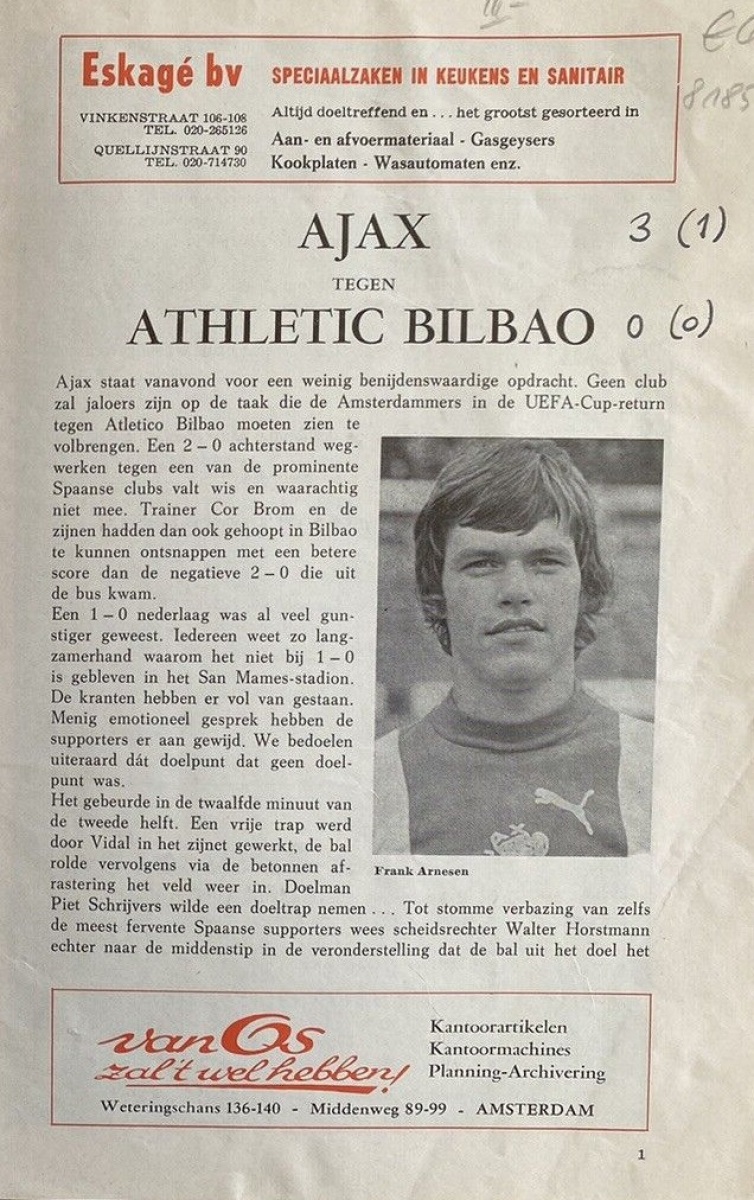 Eskagé bv
SPECIAALZAKEN IN KEUKENS EN SANITAIR
VINKENSTRAAT 106-108
TEL. 020-265126
QUELLIJNSTRAAT 90
TEL. 020-714730
Altijd doeltreffend en ... het grootst gesorteerd in
Aan- en afvoermateriaal - Gasgeysers
Kookplaten - Wasautomaten enz.
8185
AJAX 3 (1)
TEGEN
ATHLETIC BILBAO 0 (0)
Ajax staat vanavond voor een weinig benijdenswaardige opdracht. Geen club
zal jaloers zijn op de taak die de Amsterdammers in de UEFA-Cup-return
tegen Atletico Bilbao moeten zien te
volbrengen. Een 2 – 0 achterstand weg-
werken tegen een van de prominente
Spaanse clubs valt wis en waarachtig
niet mee. Trainer Cor Brom en de
zijnen hadden dan ook gehoopt in Bilbao
te kunnen ontsnappen met een betere
score dan de negatieve 2 – 0 die uit
de bus kwam.
Een 1 – 0 nederlaag was al veel gun-
stiger geweest. Iedereen weet zo lang-
zamerhand waarom het niet bij 1 – 0
is gebleven in het San Mames-stadion.
De kranten hebben er vol van gestaan.
Menig emotioneel gesprek hebben de
supporters er aan gewijd. We bedoelen
uiteraard dát doelpunt dat geen doel-
punt was.
Het gebeurde in de twaalfde minuut van
de tweede helft. Een vrije trap werd
door Vidal in het zijnet gewerkt, de bal
rolde vervolgens via de betonnen af-
rastering het veld weer in. Doelman
Piet Schrijvers wilde een doeltrap nemen ... Tot stomme verbazing van zelfs
de meest fervente Spaanse supporters wees scheidsrechter Walter Horstmann
echter naar de middenstip in de veronderstelling dat de bal uit het doel het
Frank Arnesen
van Os
zal 't wel hebben!
Kantoorartikelen
Kantoormachines
Planning-Archivering
Weteringschans 136-140 - Middenweg 89-99 - AMSTERDAM
1